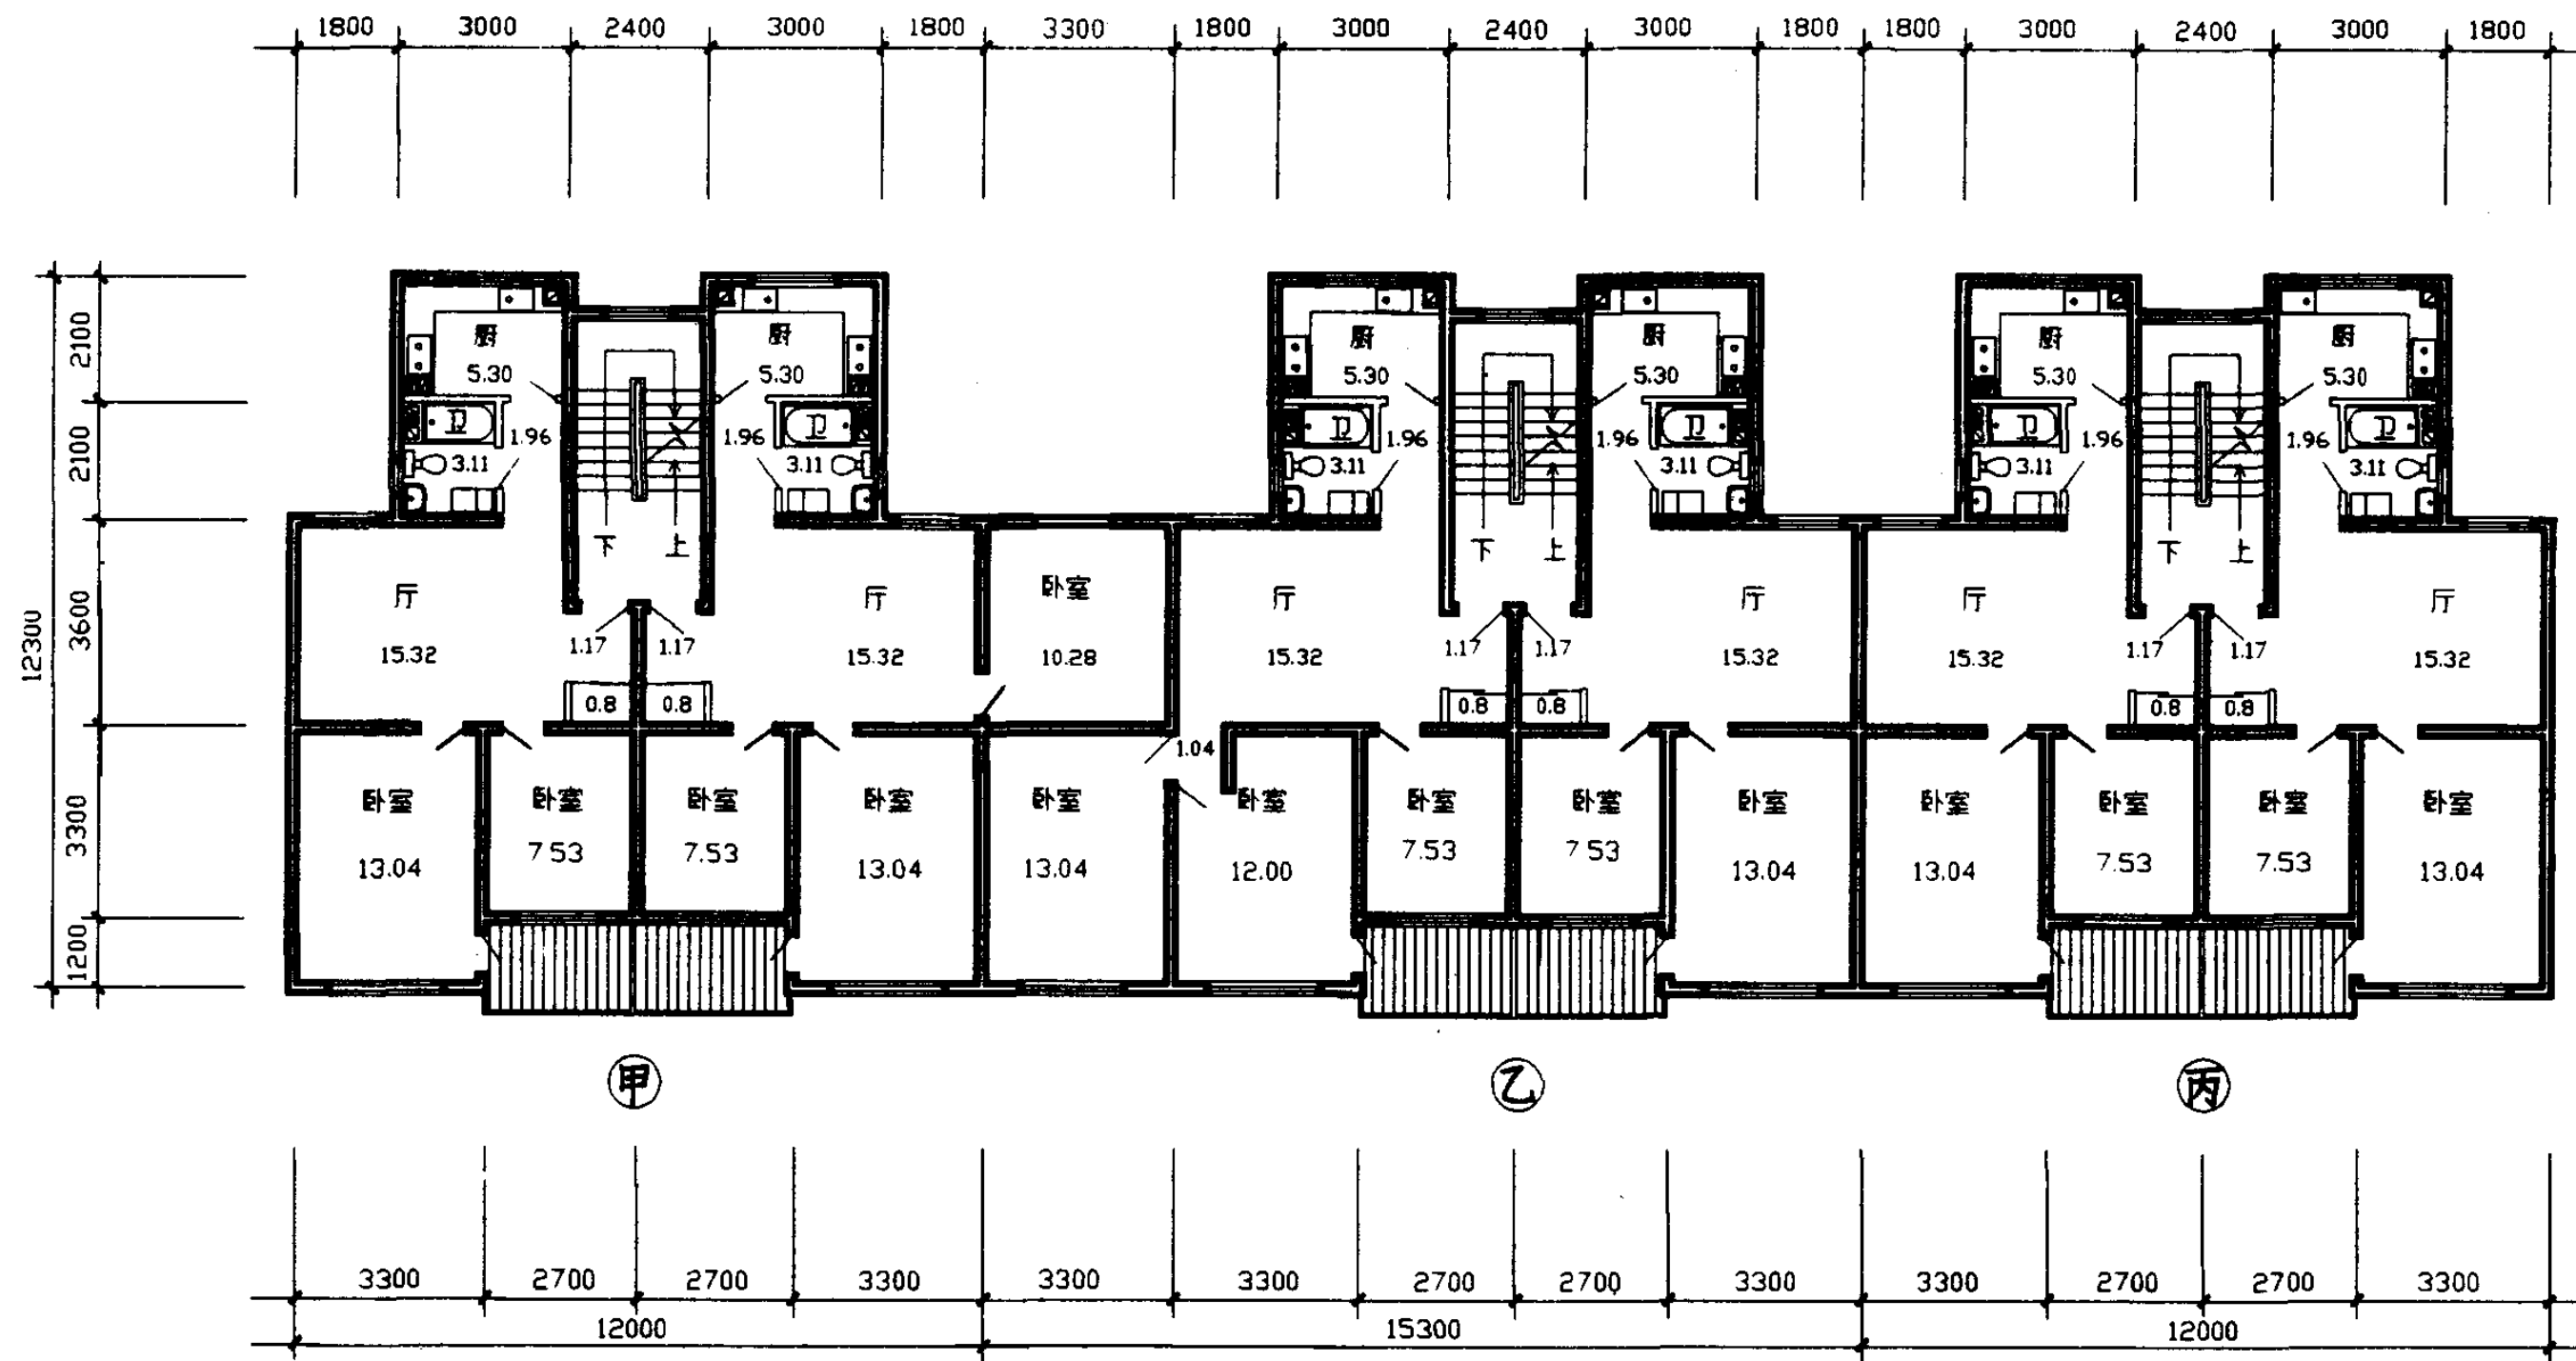 1800 3000 2400 3000 1800 3300 1800 3000 2400 3000 1800 1800 3000 2400 3000 1800
12300
2100
2100
3600
3300
1200
厨 厨 厨 厨 厨 厨
5.30 5.30 5.30 5.30 5.30 5.30
卫 卫 卫 卫 卫 卫
1.96 1.96 1.96 1.96 1.96 1.96
3.11 3.11 3.11 3.11 3.11 3.11
下 上 下 上 下 上
厅 厅 卧室 厅 厅 厅 厅
1.17 1.17 1.17 1.17 1.17 1.17
15.32 15.32 10.28 15.32 15.32 15.32 15.32
0.8 0.8 0.8 0.8 0.8 0.8
1.04
卧室 卧室 卧室 卧室 卧室 卧室 卧室 卧室 卧室 卧室 卧室 卧室 卧室
7.53 7.53 7.53 7.53 7.53 7.53
13.04 13.04 13.04 12.00 13.04 13.04 13.04
甲 乙 丙
3300 2700 2700 3300 3300 3300 2700 2700 3300 3300 2700 2700 3300
12000 15300 12000